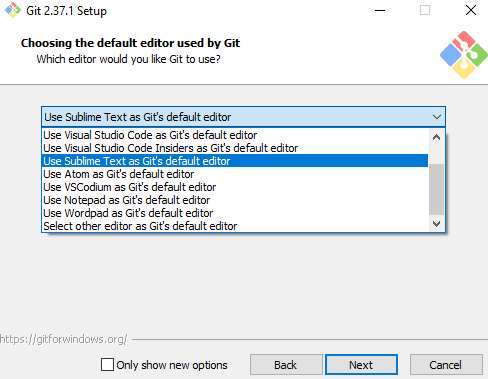 Git 2.37.1 Setup
Choosing the default editor used by Git
Which editor would you like Git to use?
Use Sublime Text as Git's default editor
Use Visual Studio Code as Git's default editor
Use Visual Studio Code Insiders as Git's default editor
Use Sublime Text as Git's default editor
Use Atom as Git's default editor
Use VSCodium as Git's default editor
Use Notepad as Git's default editor
Use Wordpad as Git's default editor
Select other editor as Git's default editor
https://gitforwindows.org/
Only show new options
Back
Next
Cancel